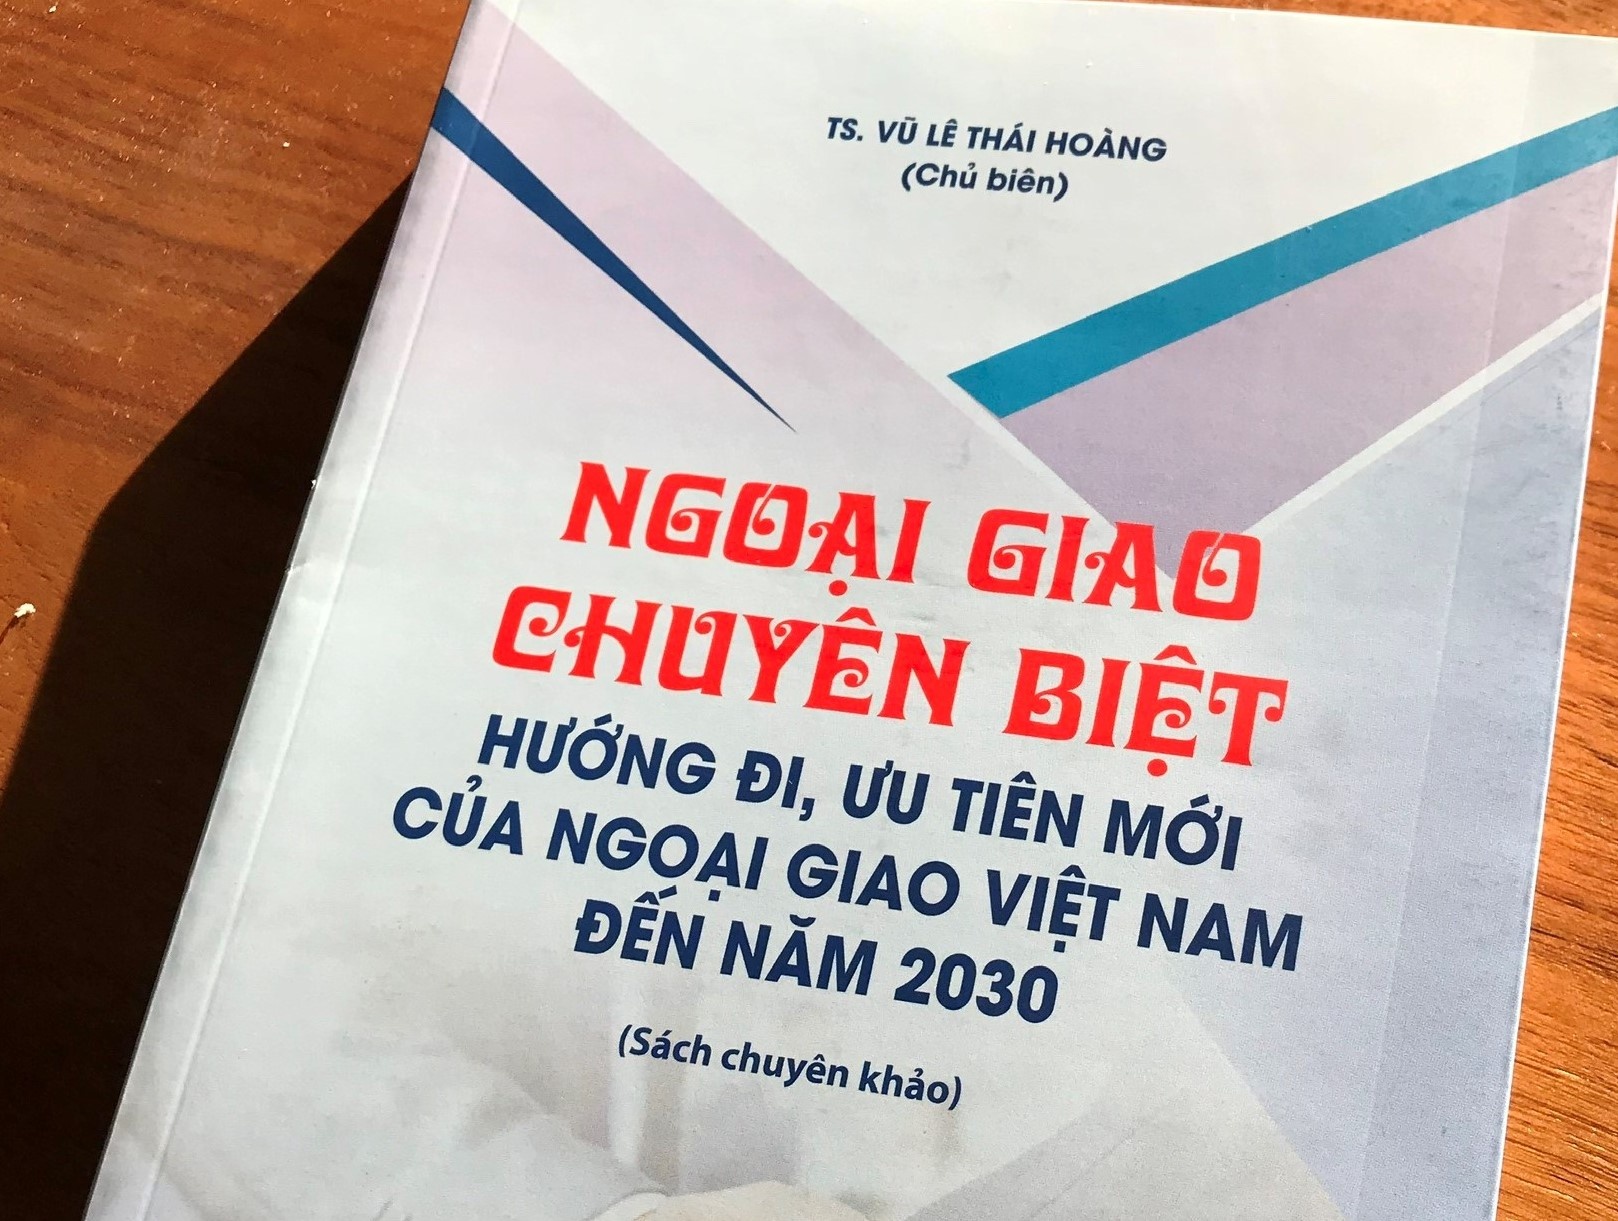 TS. VŨ LÊ THÁI HOÀNG
(Chủ biên)
NGOẠI GIAO
CHUYÊN BIỆT
HƯỚNG ĐI, ƯU TIÊN MỚI
CỦA NGOẠI GIAO VIỆT NAM
ĐẾN NĂM 2030
(Sách chuyên khảo)